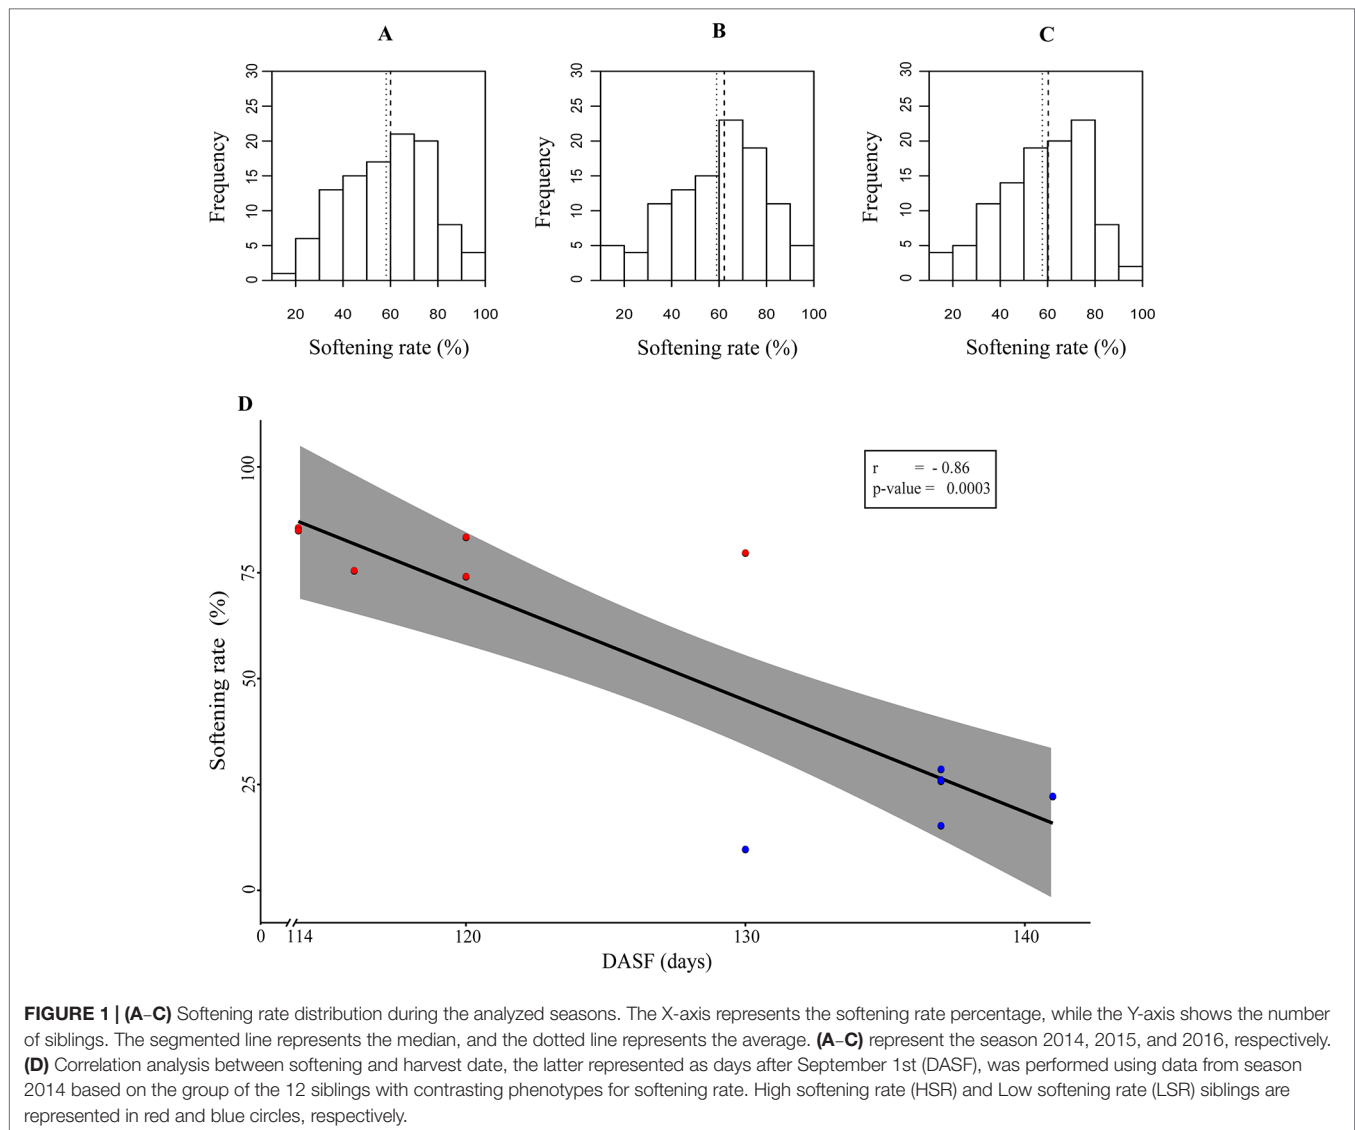 A
B
C
Frequency
0 5 10 15 20 25 30
20 40 60 80 100
Softening rate (%)
Frequency
0 5 10 15 20 25 30
20 40 60 80 100
Softening rate (%)
Frequency
0 5 10 15 20 25 30
20 40 60 80 100
Softening rate (%)
D
r = - 0.86
p-value = 0.0003
Softening rate (%)
0 25 50 75 100
0 114 120 130 140
DASF (days)
FIGURE 1 | (A–C) Softening rate distribution during the analyzed seasons. The X-axis represents the softening rate percentage, while the Y-axis shows the number
of siblings. The segmented line represents the median, and the dotted line represents the average. (A–C) represent the season 2014, 2015, and 2016, respectively.
(D) Correlation analysis between softening and harvest date, the latter represented as days after September 1st (DASF), was performed using data from season
2014 based on the group of the 12 siblings with contrasting phenotypes for softening rate. High softening rate (HSR) and Low softening rate (LSR) siblings are
represented in red and blue circles, respectively.